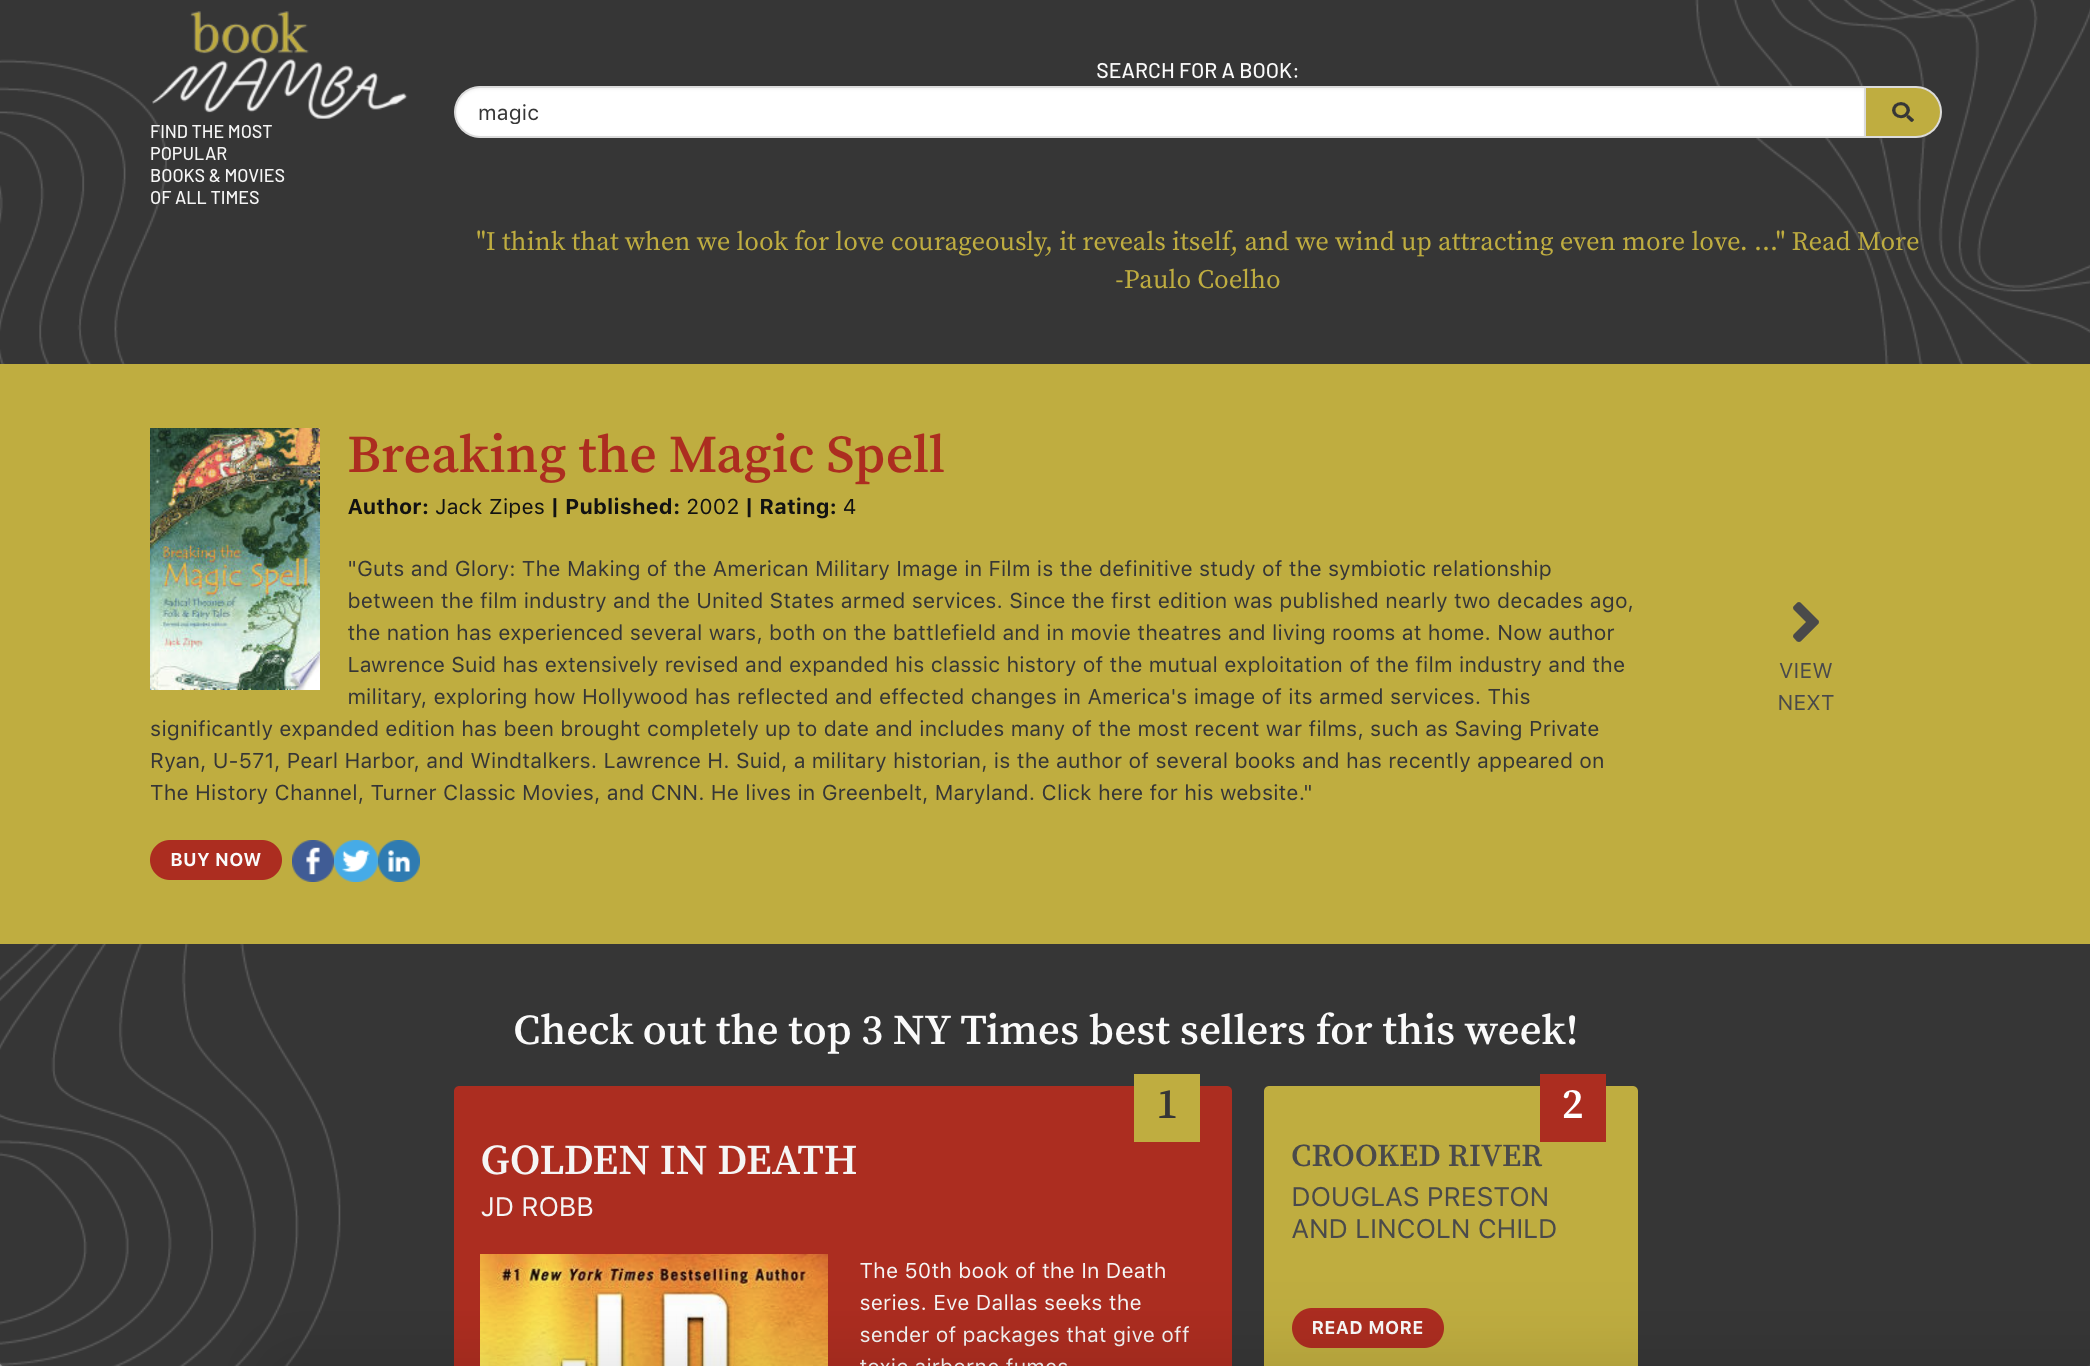 book
MAMBA
FIND THE MOST
POPULAR
BOOKS & MOVIES
OF ALL TIMES
SEARCH FOR A BOOK:
magic
"I think that when we look for love courageously, it reveals itself, and we wind up attracting even more love. ..." Read More
-Paulo Coelho
Breaking the
Magic Spell
Radical Theories of
Folk & Fairy Tales
Jack Zipes
Breaking the Magic Spell
Author: Jack Zipes | Published: 2002 | Rating: 4
"Guts and Glory: The Making of the American Military Image in Film is the definitive study of the symbiotic relationship
between the film industry and the United States armed services. Since the first edition was published nearly two decades ago,
the nation has experienced several wars, both on the battlefield and in movie theatres and living rooms at home. Now author
Lawrence Suid has extensively revised and expanded his classic history of the mutual exploitation of the film industry and the
military, exploring how Hollywood has reflected and effected changes in America's image of its armed services. This
significantly expanded edition has been brought completely up to date and includes many of the most recent war films, such as Saving Private
Ryan, U-571, Pearl Harbor, and Windtalkers. Lawrence H. Suid, a military historian, is the author of several books and has recently appeared on
The History Channel, Turner Classic Movies, and CNN. He lives in Greenbelt, Maryland. Click here for his website."
VIEW
NEXT
BUY NOW
f
in
Check out the top 3 NY Times best sellers for this week!
1
GOLDEN IN DEATH
JD ROBB
#1 New York Times Bestselling Author
The 50th book of the In Death
series. Eve Dallas seeks the
sender of packages that give off
toxic airborne fumes.
2
CROOKED RIVER
DOUGLAS PRESTON
AND LINCOLN CHILD
READ MORE